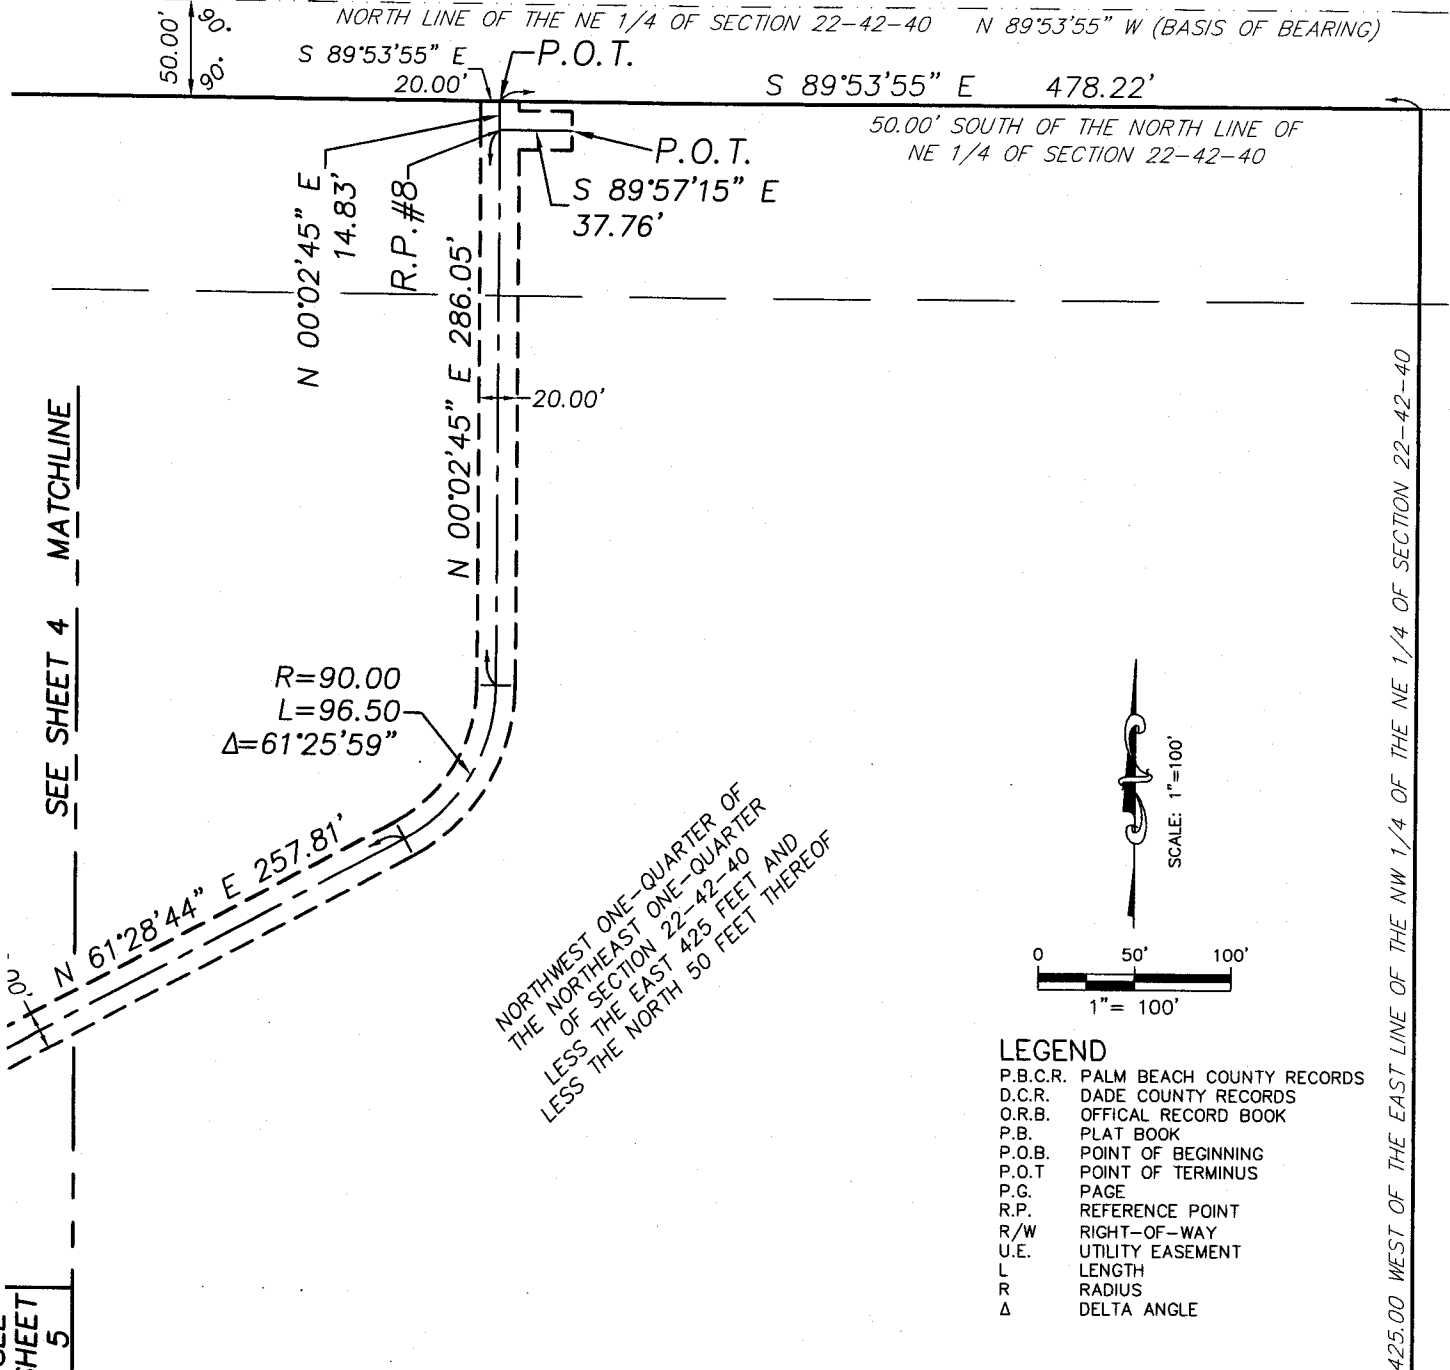 NORTH LINE OF THE NE 1/4 OF SECTION 22-42-40 N 89°53'55" W (BASIS OF BEARING)
50.00'
90°
90°
S 89°53'55" E
20.00'
P.O.T.
S 89°53'55" E 478.22'
50.00' SOUTH OF THE NORTH LINE OF
NE 1/4 OF SECTION 22-42-40
P.O.T.
S 89°57'15" E
37.76'
N 00°02'45" E
14.83'
R.P.#8
N 00°02'45" E 286.05'
20.00'
SEE SHEET 4 MATCHLINE
R=90.00
L=96.50
Δ=61°25'59"
N 61°28'44" E 257.81'
NORTHWEST ONE-QUARTER OF
THE NORTHEAST ONE-QUARTER
OF SECTION 22-42-40
LESS THE EAST 425 FEET AND
LESS THE NORTH 50 FEET THEREOF
SCALE: 1"=100'
0 50' 100'
1"= 100'
LEGEND
P.B.C.R. PALM BEACH COUNTY RECORDS
D.C.R. DADE COUNTY RECORDS
O.R.B. OFFICAL RECORD BOOK
P.B. PLAT BOOK
P.O.B. POINT OF BEGINNING
P.O.T POINT OF TERMINUS
P.G. PAGE
R.P. REFERENCE POINT
R/W RIGHT-OF-WAY
U.E. UTILITY EASEMENT
L LENGTH
R RADIUS
Δ DELTA ANGLE
425.00 WEST OF THE EAST LINE OF THE NW 1/4 OF THE NE 1/4 OF SECTION 22-42-40
SHEET
5